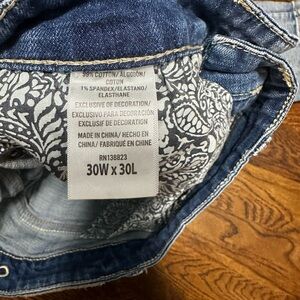 99% COTTON/ALGODÓN/
COTON
1% SPANDEX/ELASTANO/
ELASTHANE
EXCLUSIVE OF DECORATION/
EXCLUSIVO PARA DECORACIÓN
EXCLUSIF DE DECORATION/
MADE IN CHINA/ HECHO EN
CHINA/ FABRIQUÉ EN CHINE
RN138823
30W x 30L